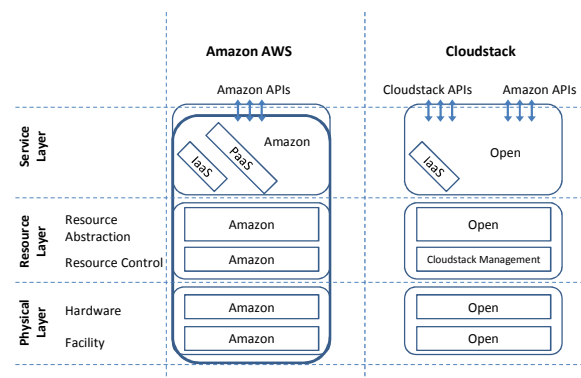 Amazon AWS
Cloudstack
Amazon APIs
Cloudstack APIs
Amazon APIs
Service
Layer
IaaS
PaaS
Amazon
IaaS
Open
Resource
Layer
Resource
Abstraction
Amazon
Open
Resource Control
Amazon
Cloudstack Management
Physical
Layer
Hardware
Amazon
Open
Facility
Amazon
Open